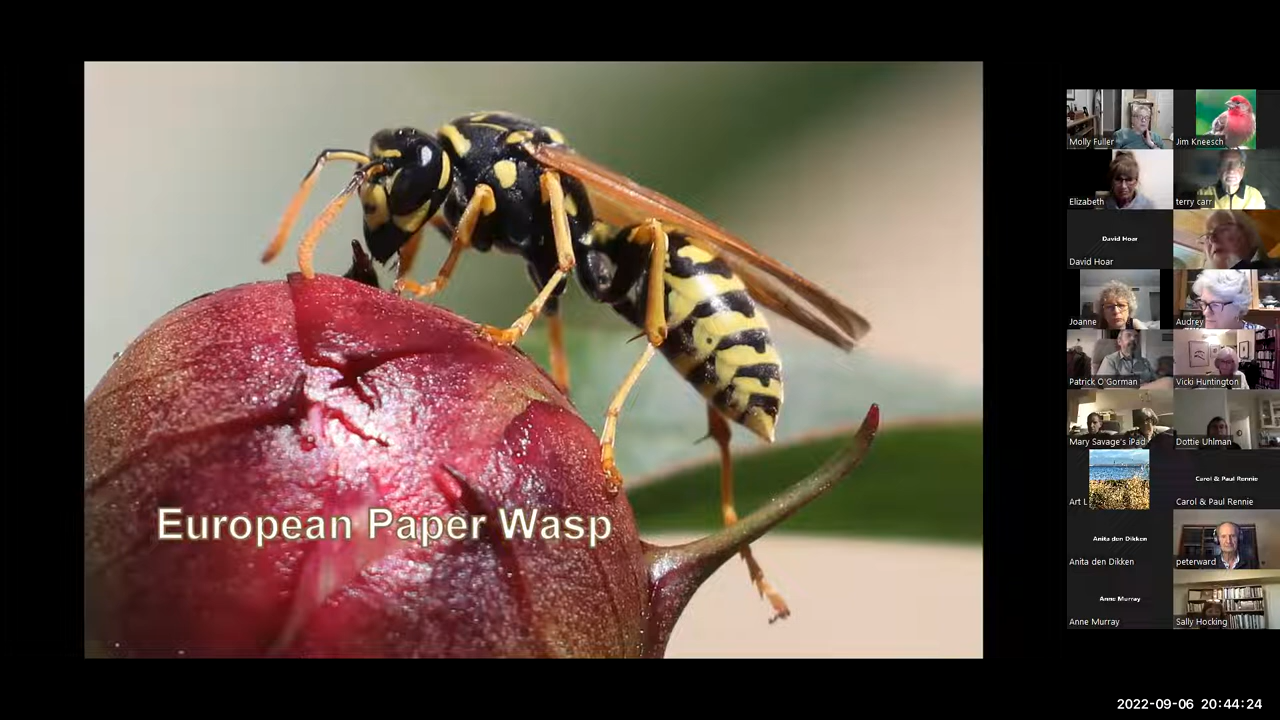 European Paper Wasp
Molly Fuller
Jim Kneesch
Elizabeth
terry carr
David Hoar
David Hoar
Joanne
Audrey
Patrick O'Gorman
Vicki Huntington
Mary Savage's iPad
Dottie Uhlman
Art L
Carol & Paul Rennie
Carol & Paul Rennie
Anita den Dikken
Anita den Dikken
peterward
Anne Murray
Anne Murray
Sally Hocking
2022-09-06 20:44:24